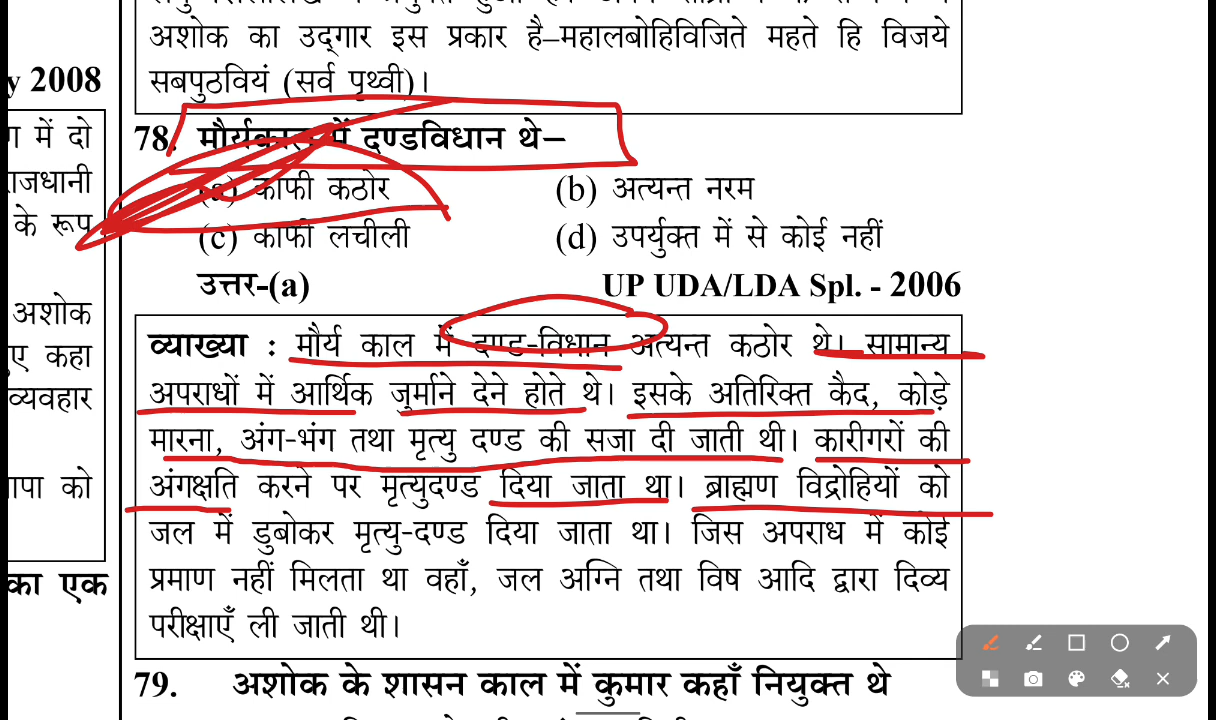 अशोक का उद्‌गार इस प्रकार है–महालबोहिविजिते महते हि विजये
सबपुठवियं (सर्व पृथ्वी)।
78. मौर्यकाल में दण्डविधान थे–
(a) काफी कठोर (b) अत्यन्त नरम
(c) काफी लचीली (d) उपर्युक्त में से कोई नहीं
उत्तर-(a) UP UDA/LDA Spl. - 2006
व्याख्या : मौर्य काल में दण्ड-विधान अत्यन्त कठोर थे। सामान्य
अपराधों में आर्थिक जुर्माने देने होते थे। इसके अतिरिक्त कैद, कोड़े
मारना, अंग-भंग तथा मृत्यु दण्ड की सजा दी जाती थी। कारीगरों की
अंगक्षति करने पर मृत्युदण्ड दिया जाता था। ब्राह्मण विद्रोहियों को
जल में डुबोकर मृत्यु-दण्ड दिया जाता था। जिस अपराध में कोई
प्रमाण नहीं मिलता था वहाँ, जल अग्नि तथा विष आदि द्वारा दिव्य
परीक्षाएँ ली जाती थी।
79. अशोक के शासन काल में कुमार कहाँ नियुक्त थे
y 2008
में दो
राजधानी
के रूप
अशोक
ए कहा
व्यवहार
को
का एक